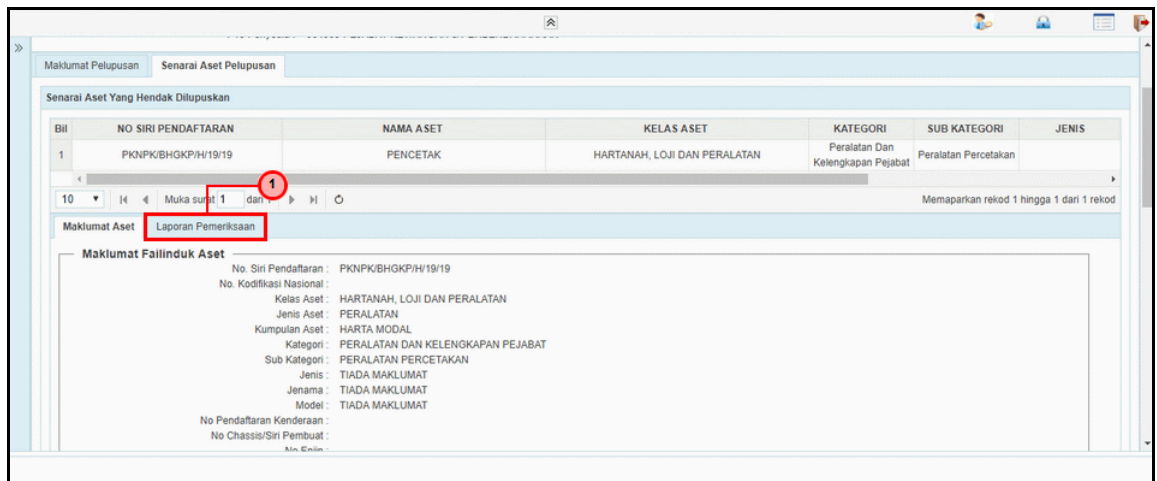 Maklumat Pelupusan Senarai Aset Pelupusan
Senarai Aset Yang Hendak Dilupuskan
Bil NO SIRI PENDAFTARAN NAMA ASET KELAS ASET KATEGORI SUB KATEGORI JENIS
1 PKNPK/BHGKP/H/19/19 PENCETAK HARTANAH, LOJI DAN PERALATAN Peralatan Dan Kelengkapan Pejabat Peralatan Percetakan
1
10 Muka surat 1 dari Memaparkan rekod 1 hingga 1 dari 1 rekod
Maklumat Aset Laporan Pemeriksaan
Maklumat Failinduk Aset
No. Siri Pendaftaran : PKNPK/BHGKP/H/19/19
No. Kodifikasi Nasional :
Kelas Aset : HARTANAH, LOJI DAN PERALATAN
Jenis Aset : PERALATAN
Kumpulan Aset : HARTA MODAL
Kategori : PERALATAN DAN KELENGKAPAN PEJABAT
Sub Kategori : PERALATAN PERCETAKAN
Jenis : TIADA MAKLUMAT
Jenama : TIADA MAKLUMAT
Model : TIADA MAKLUMAT
No Pendaftaran Kenderaan :
No Chassis/Siri Pembuat :
No Enjin :